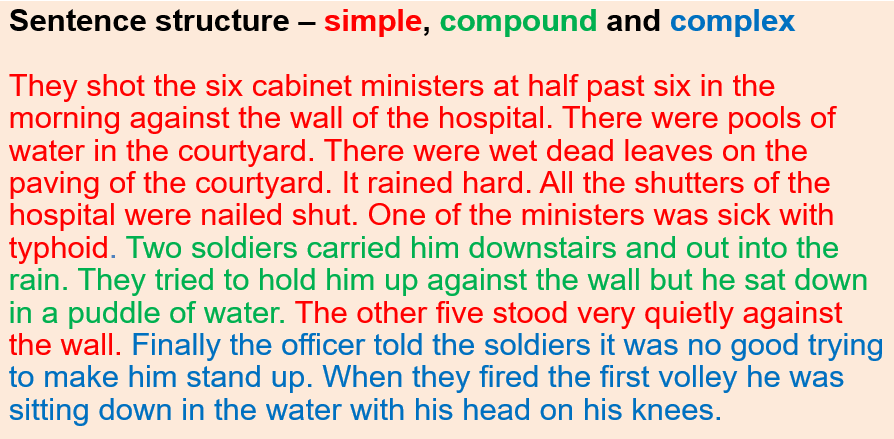 Sentence structure – simple, compound and complex
They shot the six cabinet ministers at half past six in the
morning against the wall of the hospital. There were pools of
water in the courtyard. There were wet dead leaves on the
paving of the courtyard. It rained hard. All the shutters of the
hospital were nailed shut. One of the ministers was sick with
typhoid. Two soldiers carried him downstairs and out into the
rain. They tried to hold him up against the wall but he sat down
in a puddle of water. The other five stood very quietly against
the wall. Finally the officer told the soldiers it was no good trying
to make him stand up. When they fired the first volley he was
sitting down in the water with his head on his knees.